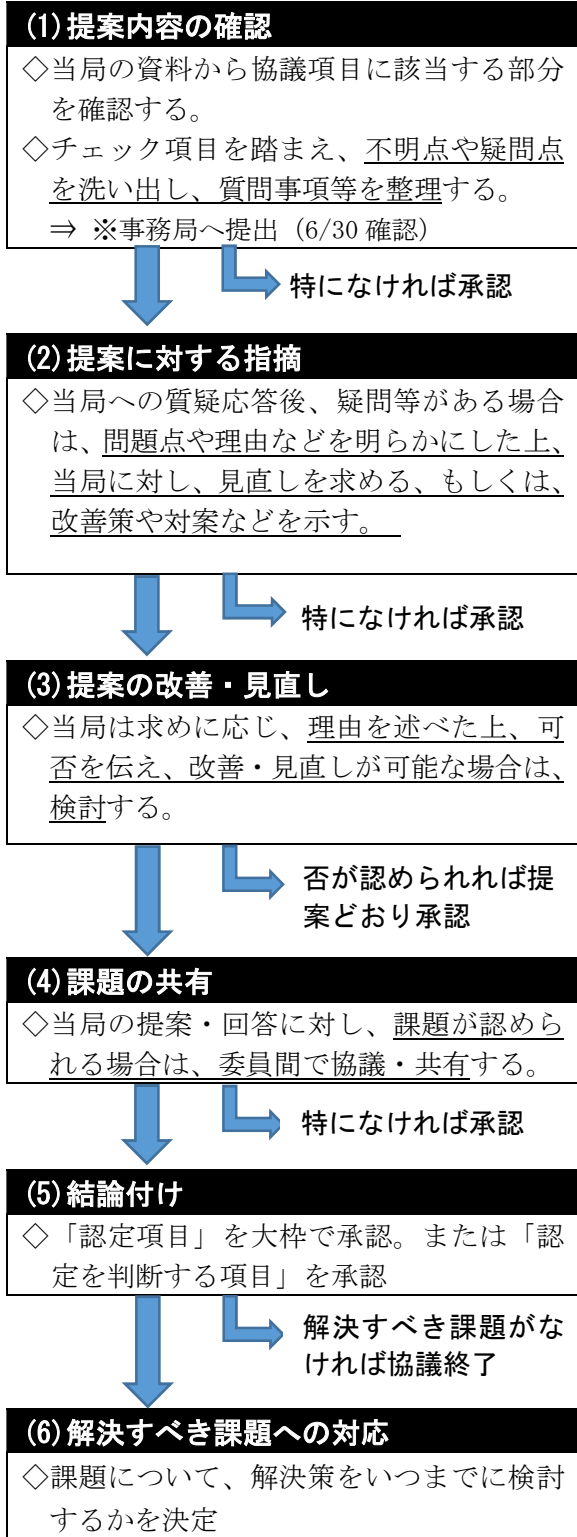 (1)提案内容の確認
◇当局の資料から協議項目に該当する部分
を確認する。
◇チェック項目を踏まえ、不明点や疑問点
を洗い出し、質問事項等を整理する。
⇒ ※事務局へ提出（6/30 確認）
特になければ承認
(2)提案に対する指摘
◇当局への質疑応答後、疑問等がある場合
は、問題点や理由などを明らかにした上、
当局に対し、見直しを求める、もしくは、
改善策や対案などを示す。
特になければ承認
(3)提案の改善・見直し
◇当局は求めに応じ、理由を述べた上、可
否を伝え、改善・見直しが可能な場合は、
検討する。
否が認められれば提
案どおり承認
(4)課題の共有
◇当局の提案・回答に対し、課題が認めら
れる場合は、委員間で協議・共有する。
特になければ承認
(5)結論付け
◇「認定項目」を大枠で承認。または「認
定を判断する項目」を承認
解決すべき課題がな
ければ協議終了
(6)解決すべき課題への対応
◇課題について、解決策をいつまでに検討
するかを決定